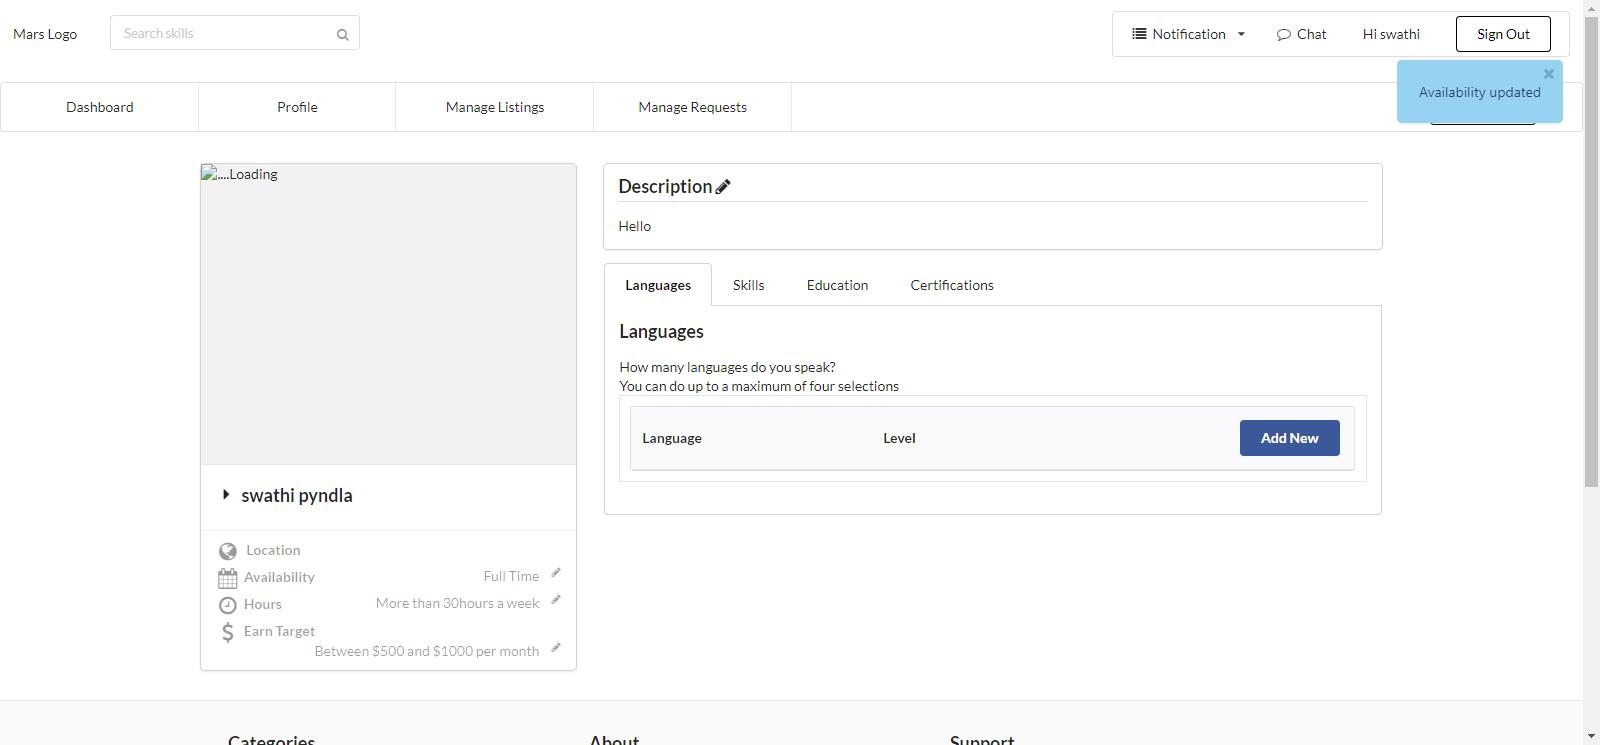 Mars Logo
Search skills
Notification
Chat
Hi swathi
Sign Out
Availability updated
Dashboard
Profile
Manage Listings
Manage Requests
....Loading
Description
Hello
Languages
Skills
Education
Certifications
Languages
How many languages do you speak?
You can do up to a maximum of four selections
Language
Level
Add New
swathi pyndla
Location
Availability
Full Time
Hours
More than 30hours a week
Earn Target
Between $500 and $1000 per month
Categories
About
Support